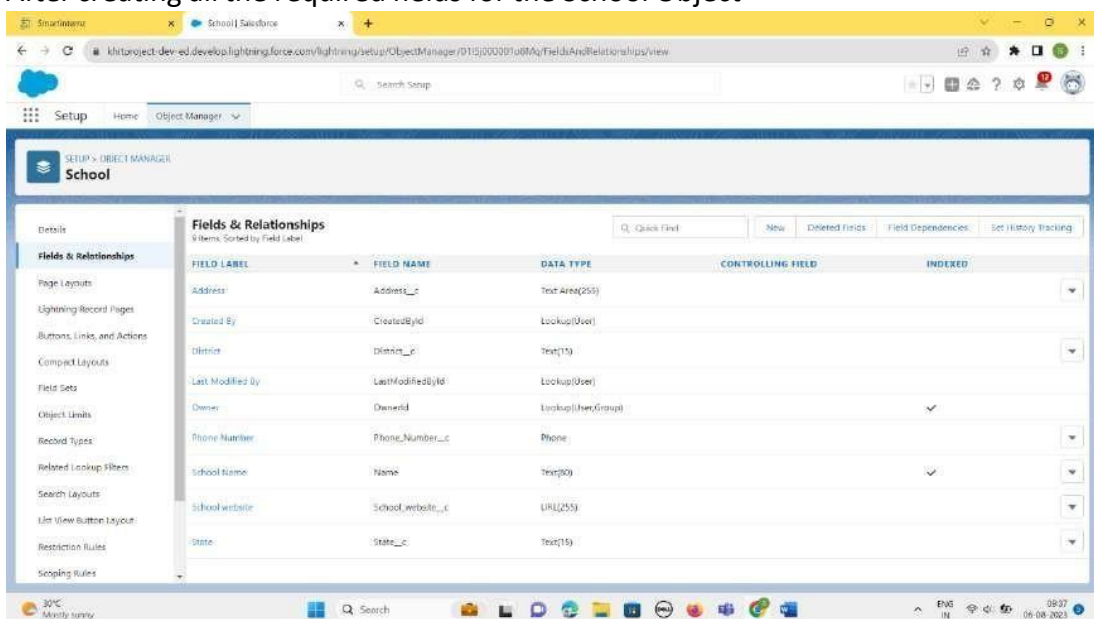 After creating all the required fields for the School Object
Smartinternz
School | Salesforce
khitproject-dev-ed.develop.lightning.force.com/lightning/setup/ObjectManager/
/FieldsAndRelationships/view
Search Setup
Setup Home Object Manager
SETUP > OBJECT MANAGER
School
Details
Fields & Relationships
Page Layouts
Lightning Record Pages
Buttons, Links, and Actions
Compact Layouts
Field Sets
Object Limits
Record Types
Related Lookup Filters
Search Layouts
List View Button Layout
Restriction Rules
Scoping Rules
Fields & Relationships
9 items, Sorted by Field Label
Quick Find New Deleted Fields Field Dependencies Set History Tracking
FIELD LABEL FIELD NAME DATA TYPE CONTROLLING FIELD INDEXED
Address Address__c Text Area(255)
Created By CreatedById Lookup(User)
District District__c Text(15)
Last Modified By LastModifiedById Lookup(User)
Owner OwnerId Lookup(User,Group)
Phone Number Phone_Number__c Phone
School Name Name Text(80)
School website School_website__c URL(255)
State State__c Text(15)
30°C
Mostly sunny
Search
ENG
IN
09:37
06-08-2023